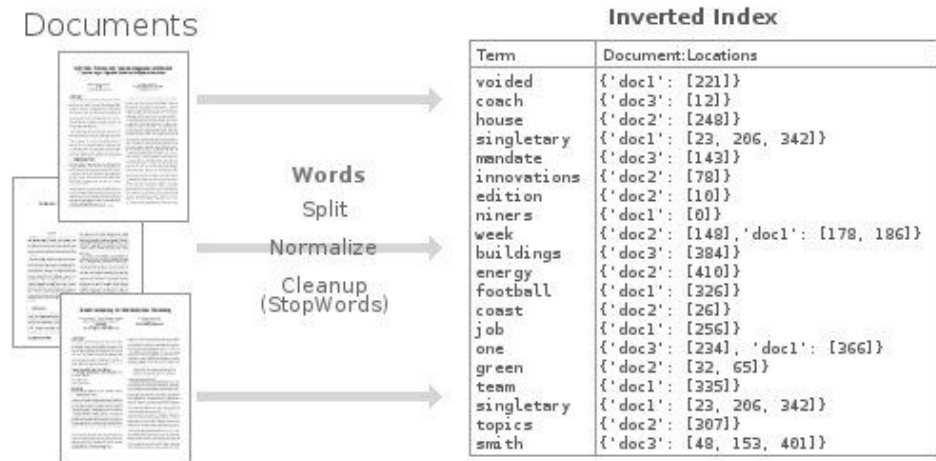 Documents
Words
Split
Normalize
Cleanup
(StopWords)
Inverted Index
Term Document:Locations
voided {'doc1': [221]}
coach {'doc3': [12]}
house {'doc2': [248]}
singletary {'doc1': [23, 206, 342]}
mandate {'doc3': [143]}
innovations {'doc2': [78]}
edition {'doc2': [10]}
niners {'doc1': [0]}
week {'doc2': [148],'doc1': [178, 186]}
buildings {'doc3': [384]}
energy {'doc2': [410]}
football {'doc1': [326]}
coast {'doc2': [26]}
job {'doc1': [256]}
one {'doc3': [234], 'doc1': [366]}
green {'doc2': [32, 65]}
team {'doc1': [335]}
singletary {'doc1': [23, 206, 342]}
topics {'doc2': [307]}
smith {'doc3': [48, 153, 401]}